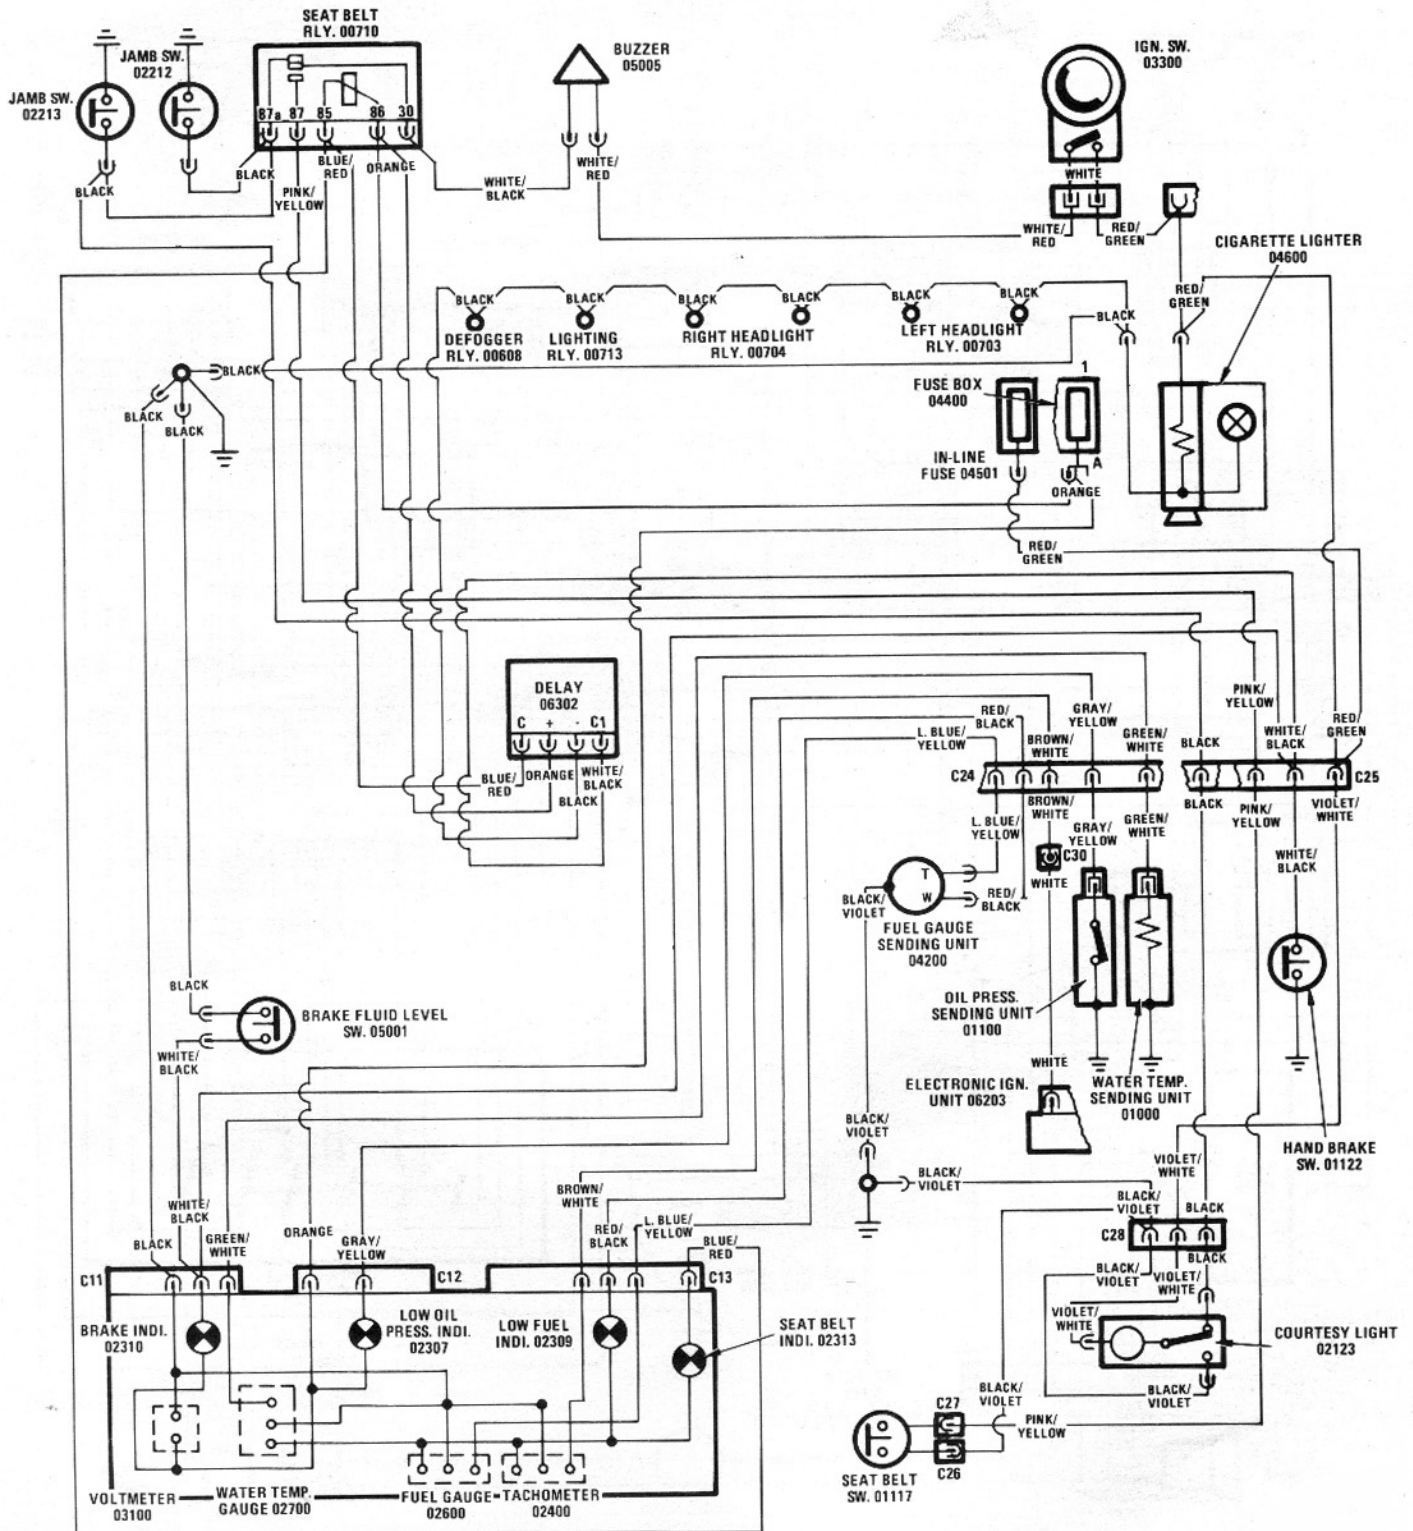 SEAT BELT
RLY. 00710
JAMB SW.
02212
JAMB SW.
02213
BUZZER
05005
IGN. SW.
03300
87a 87 85 86 30
BLACK
BLACK
PINK/
YELLOW
BLUE/
RED
ORANGE
WHITE/
BLACK
WHITE/
RED
WHITE
WHITE/
RED
RED/
GREEN
CIGARETTE LIGHTER
04600
RED/
GREEN
BLACK
BLACK
BLACK
BLACK
BLACK
BLACK
BLACK
DEFOGGER
RLY. 00608
LIGHTING
RLY. 00713
RIGHT HEADLIGHT
RLY. 00704
LEFT HEADLIGHT
RLY. 00703
BLACK
BLACK
BLACK
FUSE BOX
04400
1
A
IN-LINE
FUSE 04501
ORANGE
RED/
GREEN
DELAY
06302
C + - C1
BLUE/
RED
ORANGE
WHITE/
BLACK
BLACK
L. BLUE/
YELLOW
RED/
BLACK
BROWN/
WHITE
GRAY/
YELLOW
GREEN/
WHITE
BLACK
PINK/
YELLOW
WHITE/
BLACK
RED/
GREEN
C24
C25
L. BLUE/
YELLOW
BROWN/
WHITE
GRAY/
YELLOW
GREEN/
WHITE
BLACK
PINK/
YELLOW
VIOLET/
WHITE
C30
WHITE
WHITE/
BLACK
T
W
BLACK/
VIOLET
RED/
BLACK
FUEL GAUGE
SENDING UNIT
04200
OIL PRESS.
SENDING UNIT
01100
WATER TEMP.
SENDING UNIT
01000
HAND BRAKE
SW. 01122
WHITE
ELECTRONIC IGN.
UNIT 06203
BLACK
BRAKE FLUID LEVEL
SW. 05001
WHITE/
BLACK
BLACK/
VIOLET
BLACK/
VIOLET
BLACK/
VIOLET
VIOLET/
WHITE
BLACK
C28
BLACK/
VIOLET
VIOLET/
WHITE
BLACK
VIOLET/
WHITE
COURTESY LIGHT
02123
BLACK/
VIOLET
BLACK
WHITE/
BLACK
GREEN/
WHITE
ORANGE
GRAY/
YELLOW
BROWN/
WHITE
RED/
BLACK
L. BLUE/
YELLOW
BLUE/
RED
C11
C12
C13
BRAKE INDI.
02310
LOW OIL
PRESS. INDI.
02307
LOW FUEL
INDI. 02309
SEAT BELT
INDI. 02313
VOLTMETER
03100
WATER TEMP.
GAUGE 02700
FUEL GAUGE
02600
TACHOMETER
02400
BLACK/
VIOLET
C27
PINK/
YELLOW
C26
SEAT BELT
SW. 01117